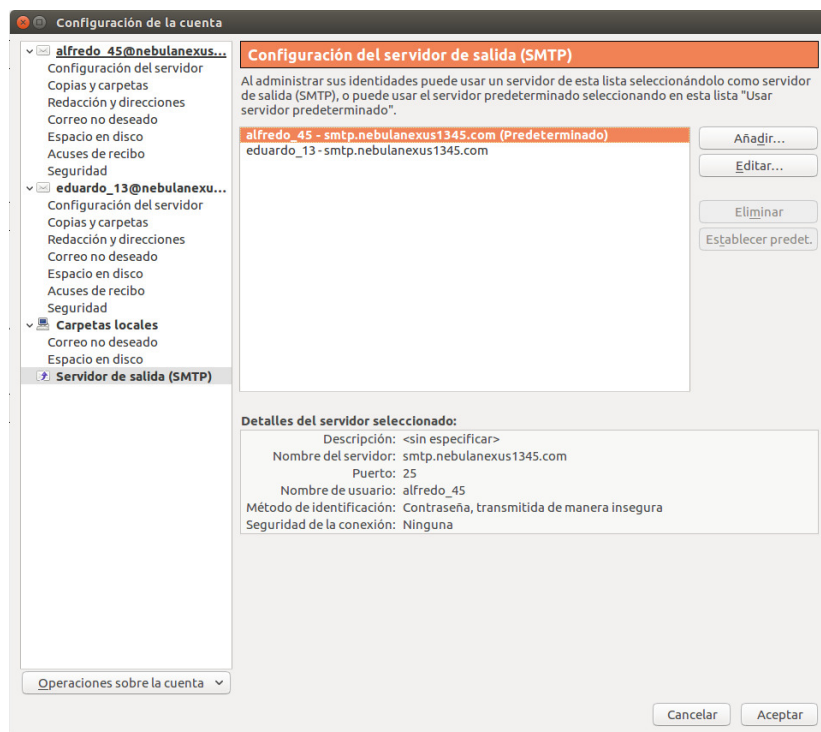 Configuración de la cuenta
alfredo_45@nebulanexus...
Configuración del servidor
Copias y carpetas
Redacción y direcciones
Correo no deseado
Espacio en disco
Acuses de recibo
Seguridad
eduardo_13@nebulanexu...
Configuración del servidor
Copias y carpetas
Redacción y direcciones
Correo no deseado
Espacio en disco
Acuses de recibo
Seguridad
Carpetas locales
Correo no deseado
Espacio en disco
Servidor de salida (SMTP)
Operaciones sobre la cuenta
Configuración del servidor de salida (SMTP)
Al administrar sus identidades puede usar un servidor de esta lista seleccionándolo como servidor
de salida (SMTP), o puede usar el servidor predeterminado seleccionando en esta lista "Usar
servidor predeterminado".
alfredo_45 - smtp.nebulanexus1345.com (Predeterminado)
eduardo_13 - smtp.nebulanexus1345.com
Añadir...
Editar...
Eliminar
Establecer predet.
Detalles del servidor seleccionado:
Descripción: <sin especificar>
Nombre del servidor: smtp.nebulanexus1345.com
Puerto: 25
Nombre de usuario: alfredo_45
Método de identificación: Contraseña, transmitida de manera insegura
Seguridad de la conexión: Ninguna
Cancelar
Aceptar